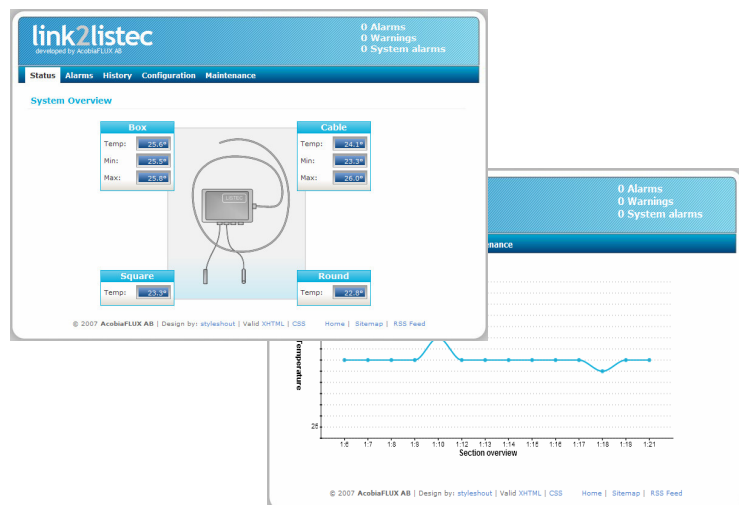 link2listec
developed by AcobiaFLUX AB
0 Alarms
0 Warnings
0 System alarms
Status Alarms History Configuration Maintenance
System Overview
Box
Temp: 25.6°
Min: 25.5°
Max: 25.8°
Cable
Temp: 24.1°
Min: 23.3°
Max: 26.0°
LISTEC
Square
Temp: 23.3°
Round
Temp: 22.8°
© 2007 AcobiaFLUX AB | Design by: styleshout | Valid XHTML | CSS Home | Sitemap | RSS Feed
0 Alarms
0 Warnings
0 System alarms
nance
Temperature
25
1:6 1:7 1:8 1:9 1:10 1:12 1:13 1:14 1:15 1:16 1:17 1:18 1:19 1:21
Section overview
© 2007 AcobiaFLUX AB | Design by: styleshout | Valid XHTML | CSS Home | Sitemap | RSS Feed